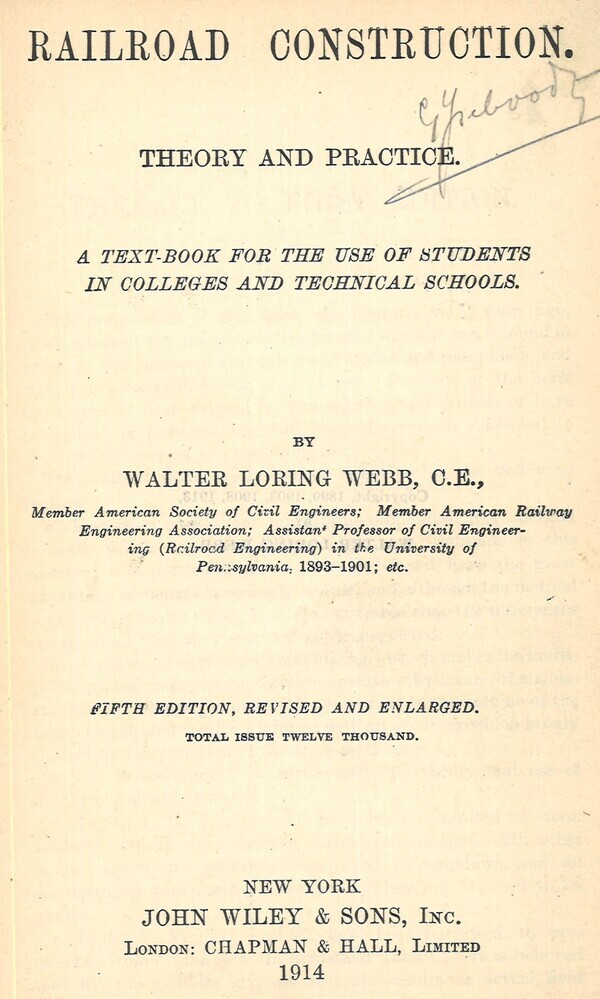 RAILROAD CONSTRUCTION.
THEORY AND PRACTICE.
A TEXT-BOOK FOR THE USE OF STUDENTS
IN COLLEGES AND TECHNICAL SCHOOLS.
BY
WALTER LORING WEBB, C.E.,
Member American Society of Civil Engineers; Member American Railway
Engineering Association; Assistant Professor of Civil Engineer-
ing (Railroad Engineering) in the University of
Pennsylvania, 1893-1901; etc.
FIFTH EDITION, REVISED AND ENLARGED.
TOTAL ISSUE TWELVE THOUSAND.
NEW YORK
JOHN WILEY & SONS, INC.
LONDON: CHAPMAN & HALL, LIMITED
1914